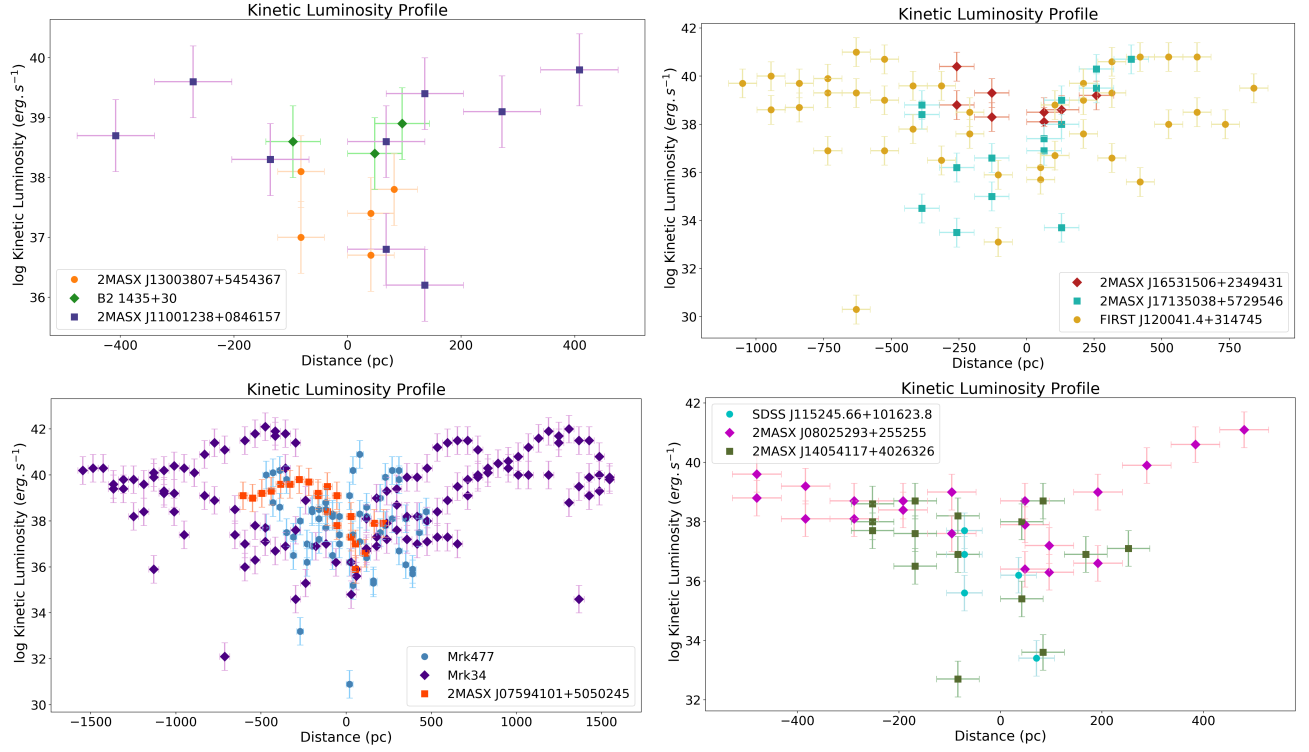 Kinetic Luminosity Profile
log Kinetic Luminosity (erg. s⁻¹)
40
39
38
37
36
2MASX J13003807+5454367
B2 1435+30
2MASX J11001238+0846157
−400 −200 0 200 400
Distance (pc)
Kinetic Luminosity Profile
log Kinetic Luminosity (erg. s⁻¹)
42
40
38
36
34
32
30
2MASX J16531506+2349431
2MASX J17135038+5729546
FIRST J120041.4+314745
−1000 −750 −500 −250 0 250 500 750
Distance (pc)
Kinetic Luminosity Profile
log Kinetic Luminosity (erg. s⁻¹)
42
40
38
36
34
32
30
Mrk477
Mrk34
2MASX J07594101+5050245
−1500 −1000 −500 0 500 1000 1500
Distance (pc)
Kinetic Luminosity Profile
log Kinetic Luminosity (erg. s⁻¹)
42
40
38
36
34
32
SDSS J115245.66+101623.8
2MASX J08025293+255255
2MASX J14054117+4026326
−400 −200 0 200 400
Distance (pc)